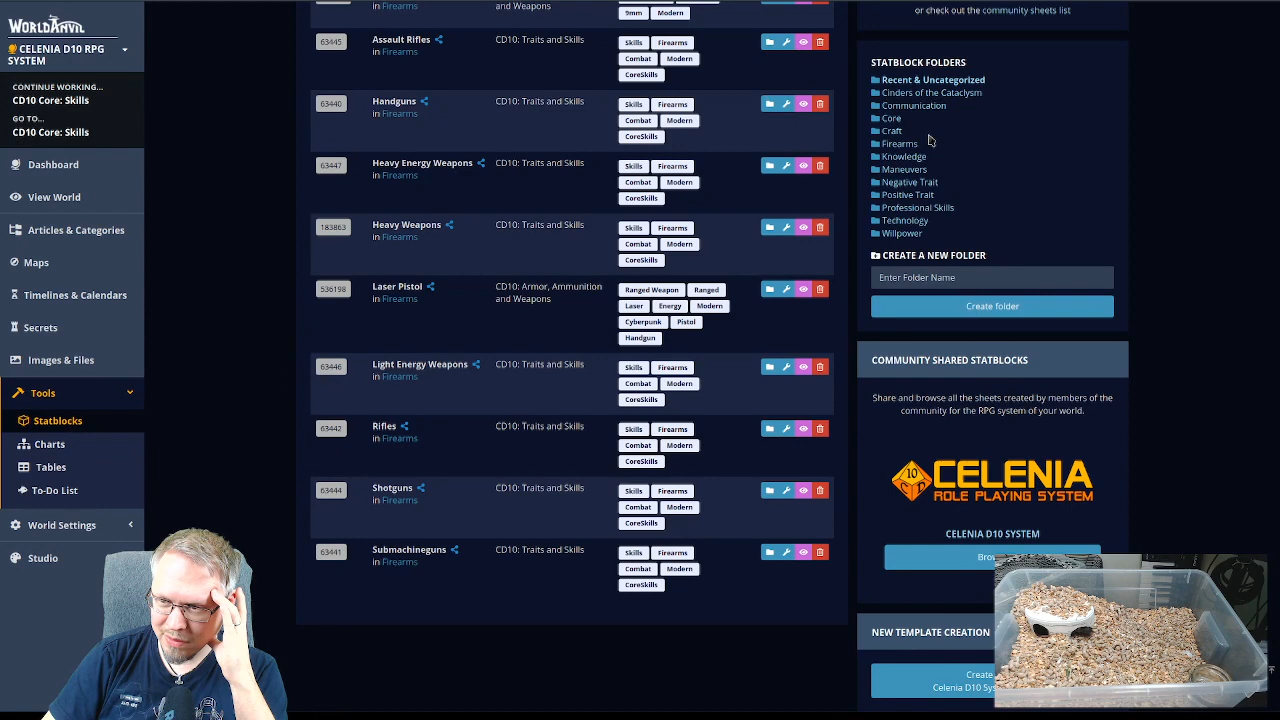 WORLD ANVIL
CELENIA D10 RPG SYSTEM
CONTINUE WORKING...
CD10 Core: Skills
GO TO...
CD10 Core: Skills
Dashboard
View World
Articles & Categories
Maps
Timelines & Calendars
Secrets
Images & Files
Tools
Statblocks
Charts
Tables
To-do List
World Settings
Studio
in Firearms and Weapons
9mm Modern
63445 Assault Rifles CD10: Traits and Skills Skills Firearms
in Firearms Combat Modern
CoreSkills
63440 Handguns CD10: Traits and Skills Skills Firearms
in Firearms Combat Modern
CoreSkills
63447 Heavy Energy Weapons CD10: Traits and Skills Skills Firearms
in Firearms Combat Modern
CoreSkills
183863 Heavy Weapons CD10: Traits and Skills Skills Firearms
in Firearms Combat Modern
CoreSkills
536198 Laser Pistol CD10: Armor, Ammunition Ranged Weapon Ranged
in Firearms and Weapons Laser Energy Modern
Cyberpunk Pistol
Handgun
63446 Light Energy Weapons CD10: Traits and Skills Skills Firearms
in Firearms Combat Modern
CoreSkills
63442 Rifles CD10: Traits and Skills Skills Firearms
in Firearms Combat Modern
CoreSkills
63444 Shotguns CD10: Traits and Skills Skills Firearms
in Firearms Combat Modern
CoreSkills
63441 Submachineguns CD10: Traits and Skills Skills Firearms
in Firearms Combat Modern
CoreSkills
or check out the community sheets list
STATBLOCK FOLDERS
Recent & Uncategorized
Cinders of the Cataclysm
Communication
Core
Craft
Firearms
Knowledge
Maneuvers
Negative Trait
Positive Trait
Professional Skills
Technology
Willpower
CREATE A NEW FOLDER
Enter Folder Name
Create folder
COMMUNITY SHARED STATBLOCKS
Share and browse all the sheets created by members of the
community for the RPG system of your world.
10 CELENIA
ROLE PLAYING SYSTEM
CELENIA D10 SYSTEM
NEW TEMPLATE CREATION
Create